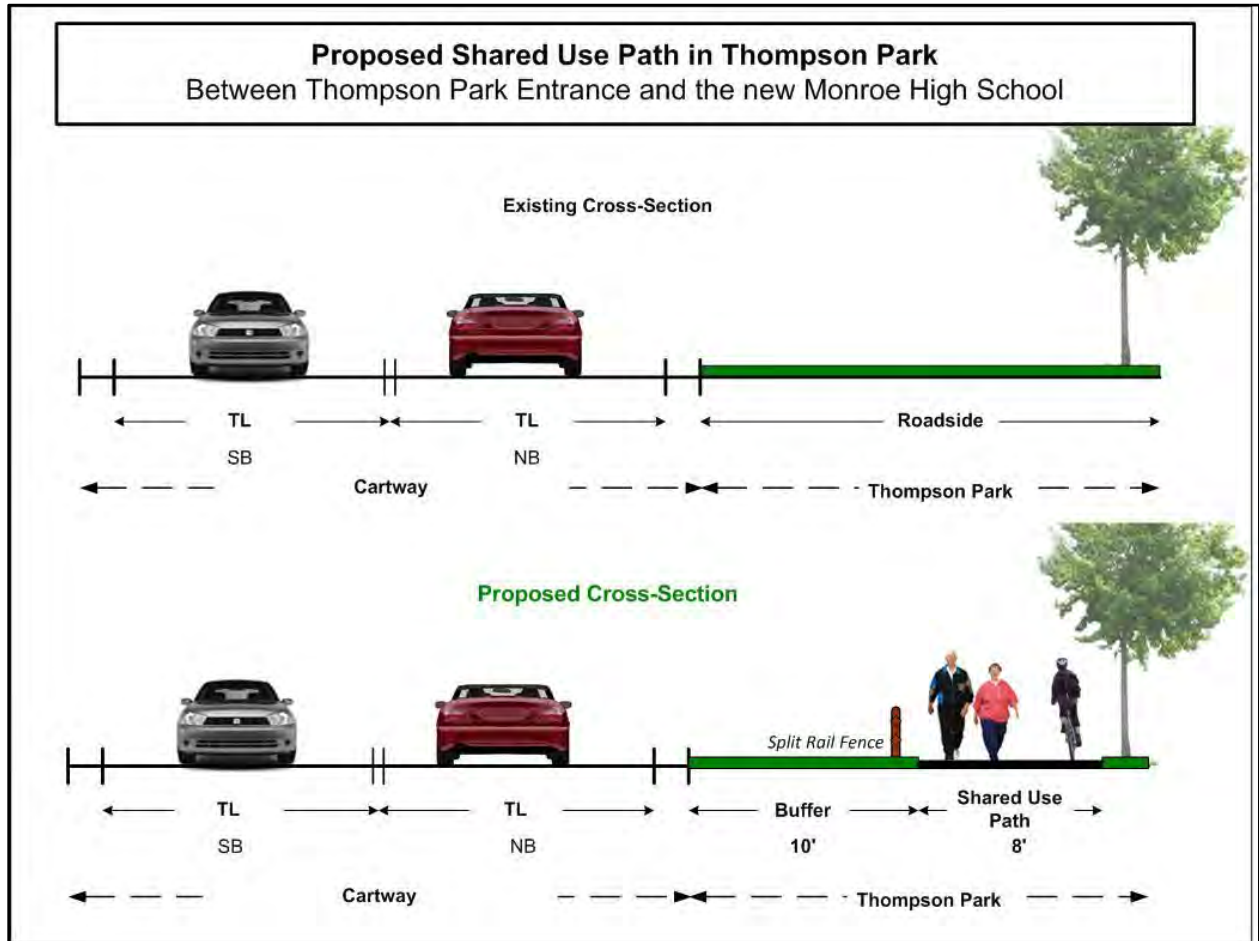 Proposed Shared Use Path in Thompson Park
Between Thompson Park Entrance and the new Monroe High School
Existing Cross-Section
TL
TL
Roadside
SB
NB
Cartway
Thompson Park
Proposed Cross-Section
Split Rail Fence
TL
TL
Buffer
Shared Use
Path
SB
NB
10'
8'
Cartway
Thompson Park